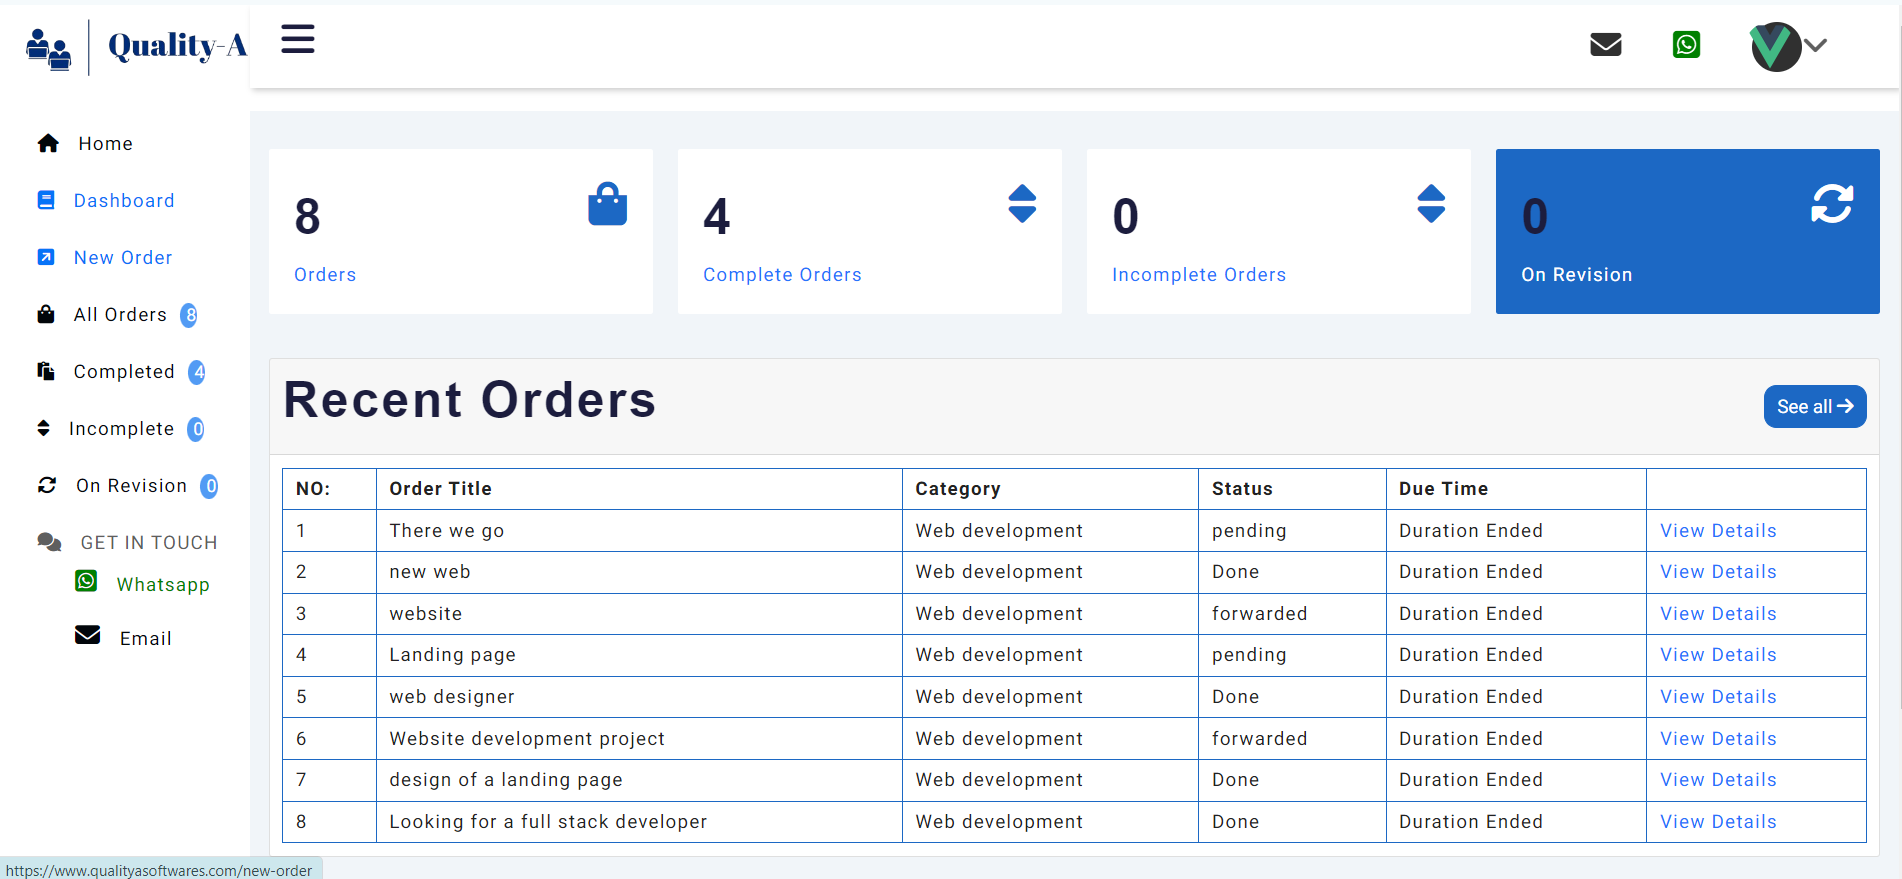 Quality-A
Home
Dashboard
New Order
All Orders 8
Completed 4
Incomplete 0
On Revision 0
GET IN TOUCH
Whatsapp
Email
8
Orders
4
Complete Orders
0
Incomplete Orders
0
On Revision
Recent Orders
See all
NO: Order Title Category Status Due Time
1 There we go Web development pending Duration Ended View Details
2 new web Web development Done Duration Ended View Details
3 website Web development forwarded Duration Ended View Details
4 Landing page Web development pending Duration Ended View Details
5 web designer Web development Done Duration Ended View Details
6 Website development project Web development forwarded Duration Ended View Details
7 design of a landing page Web development Done Duration Ended View Details
8 Looking for a full stack developer Web development Done Duration Ended View Details
https://www.qualityasoftwares.com/new-order